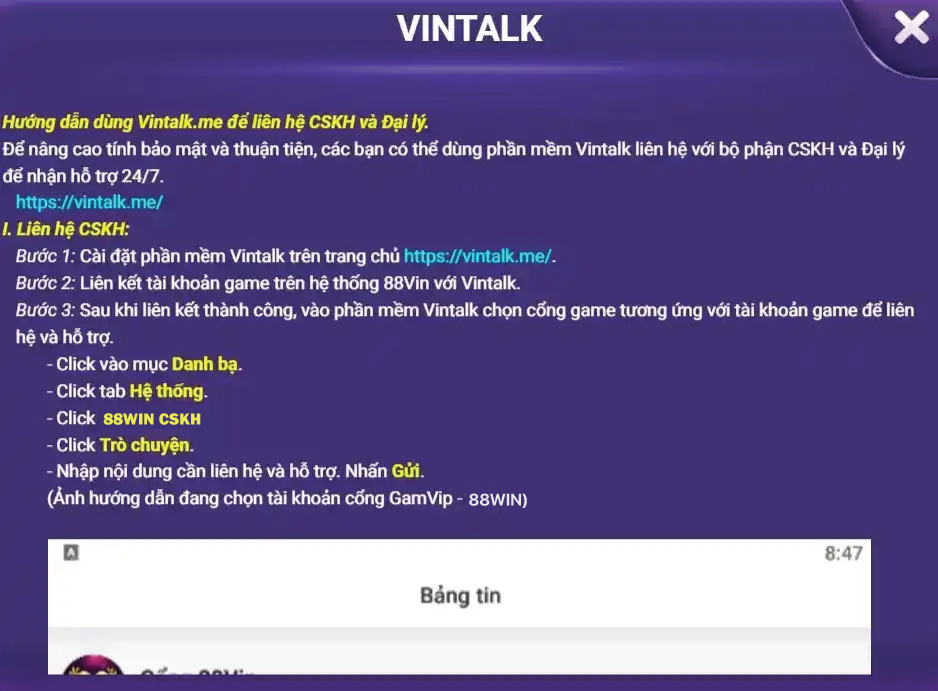 VINTALK
Hướng dẫn dùng Vintalk.me để liên hệ CSKH và Đại lý.
Để nâng cao tính bảo mật và thuận tiện, các bạn có thể dùng phần mềm Vintalk liên hệ với bộ phận CSKH và Đại lý
để nhận hỗ trợ 24/7.
https://vintalk.me/
I. Liên hệ CSKH:
Bước 1: Cài đặt phần mềm Vintalk trên trang chủ https://vintalk.me/.
Bước 2: Liên kết tài khoản game trên hệ thống 88Vin với Vintalk.
Bước 3: Sau khi liên kết thành công, vào phần mềm Vintalk chọn cổng game tương ứng với tài khoản game để liên
hệ và hỗ trợ.
- Click vào mục Danh bạ.
- Click tab Hệ thống.
- Click 88WIN CSKH
- Click Trò chuyện.
- Nhập nội dung cần liên hệ và hỗ trợ. Nhấn Gửi.
(Ảnh hướng dẫn đang chọn tài khoản cổng GamVip - 88WIN)
A 8:47
Bảng tin